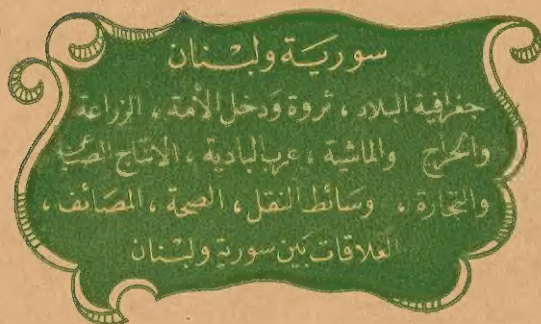 سورية ولبنان
جغرافية البلاد ، ثروة ودخل الأمة ، الزراعة
والحراج والماشية ، عرب البادية ، الانتاج الصناعي
والتجارة ، وسائط النقل ، الصحة ، المصائف ،
العلاقات بين سورية ولبنان